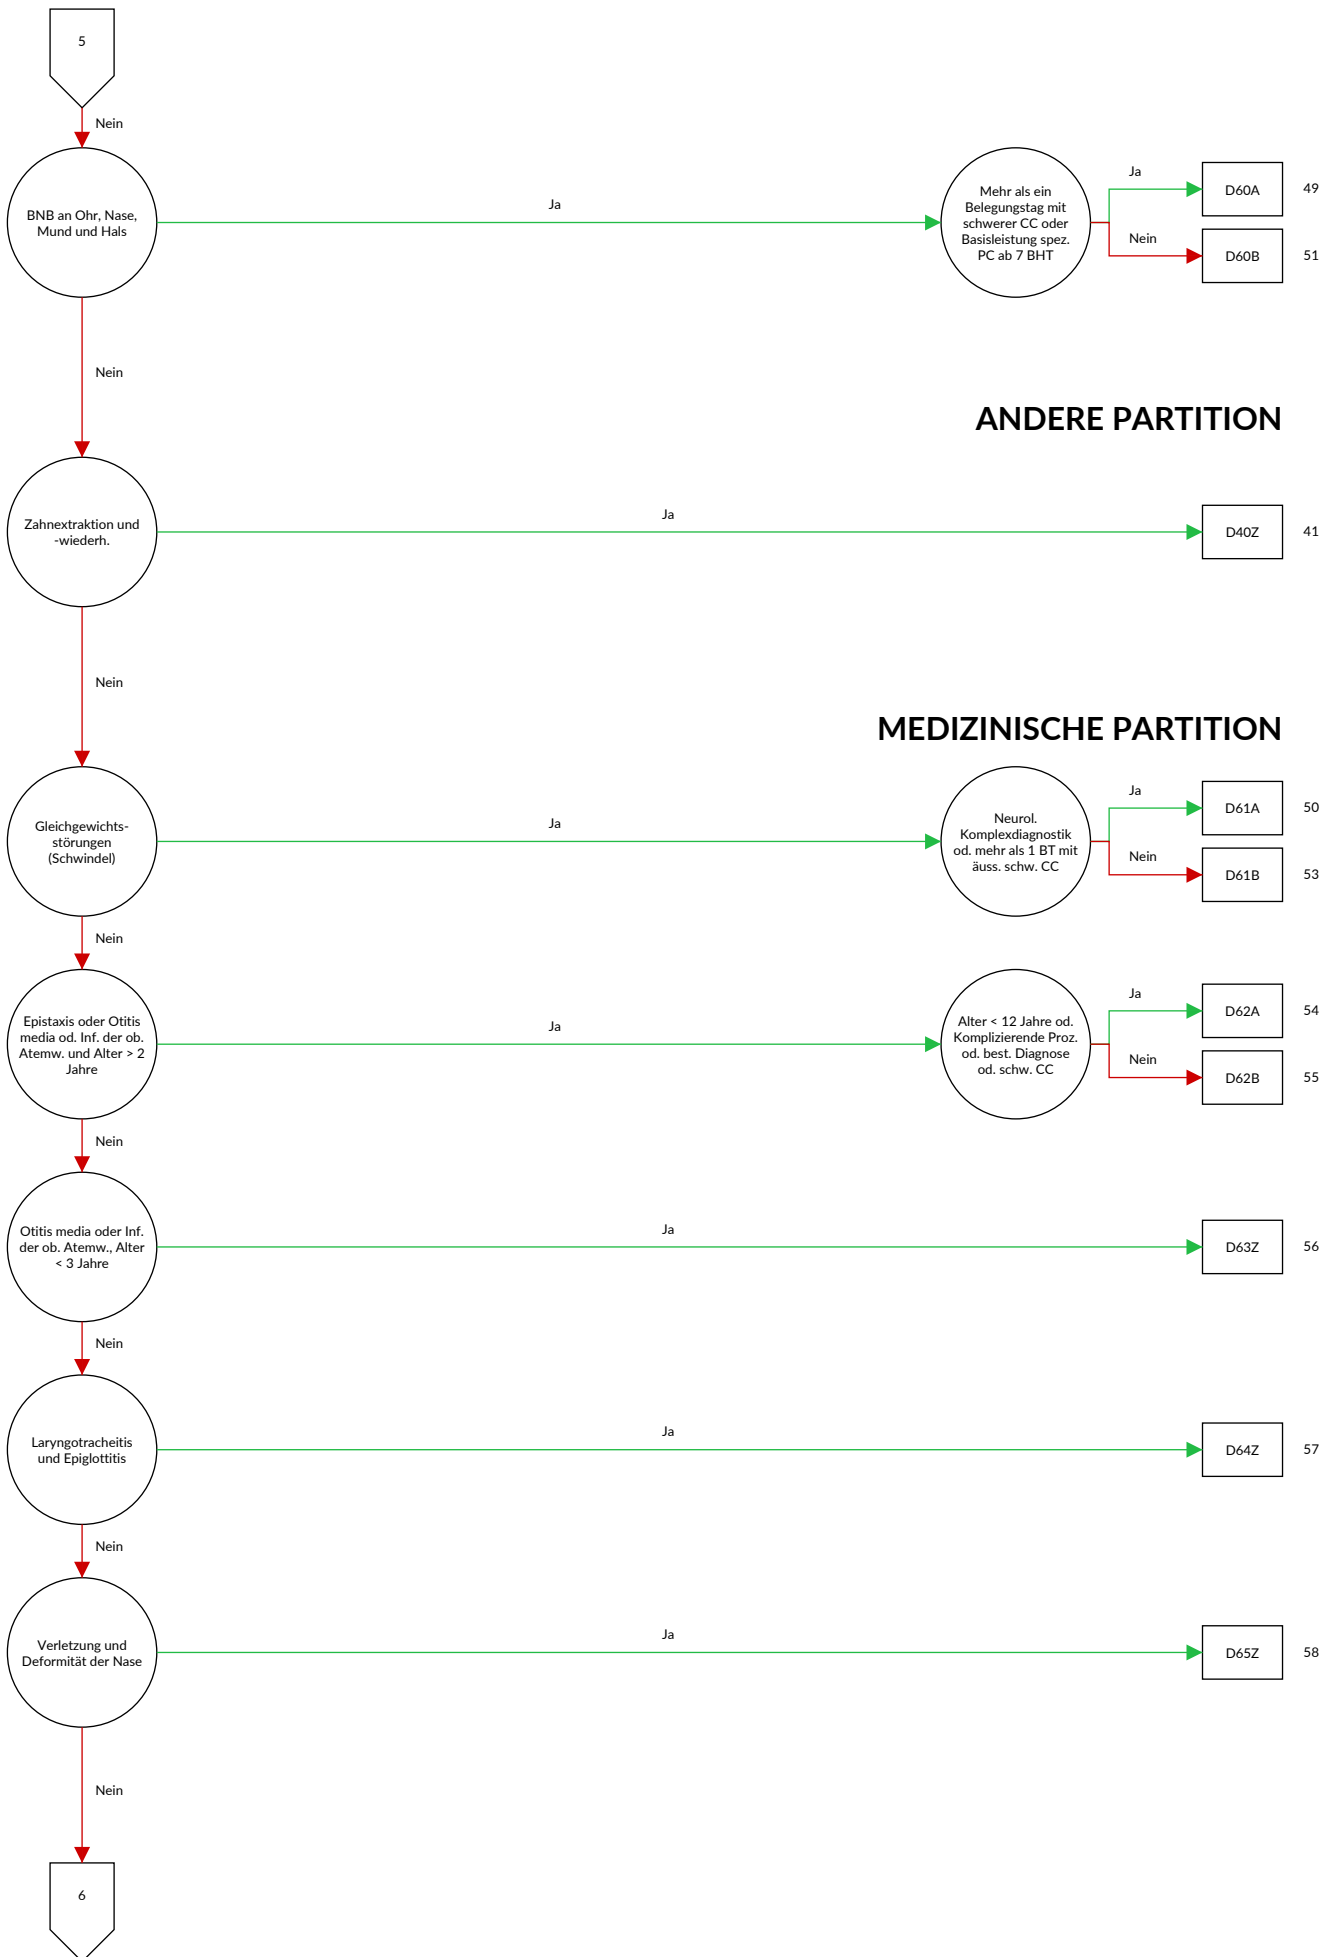 5
Nein
BNB an Ohr, Nase,
Mund und Hals
Ja
Mehr als ein
Belegungstag mit
schwerer CC oder
Basisleistung spez.
PC ab 7 BHT
Ja
D60A
49
Nein
D60B
51
Nein
ANDERE PARTITION
Zahnextraktion und
-wiederh.
Ja
D40Z
41
Nein
MEDIZINISCHE PARTITION
Gleichgewichts-
störungen
(Schwindel)
Ja
Neurol.
Komplexdiagnostik
od. mehr als 1 BT mit
äuss. schw. CC
Ja
D61A
50
Nein
D61B
53
Nein
Epistaxis oder Otitis
media od. Inf. der ob.
Atemw. und Alter > 2
Jahre
Ja
Alter < 12 Jahre od.
Komplizierende Proz.
od. best. Diagnose
od. schw. CC
Ja
D62A
54
Nein
D62B
55
Nein
Otitis media oder Inf.
der ob. Atemw., Alter
< 3 Jahre
Ja
D63Z
56
Nein
Laryngotracheitis
und Epiglottitis
Ja
D64Z
57
Nein
Verletzung und
Deformität der Nase
Ja
D65Z
58
Nein
6